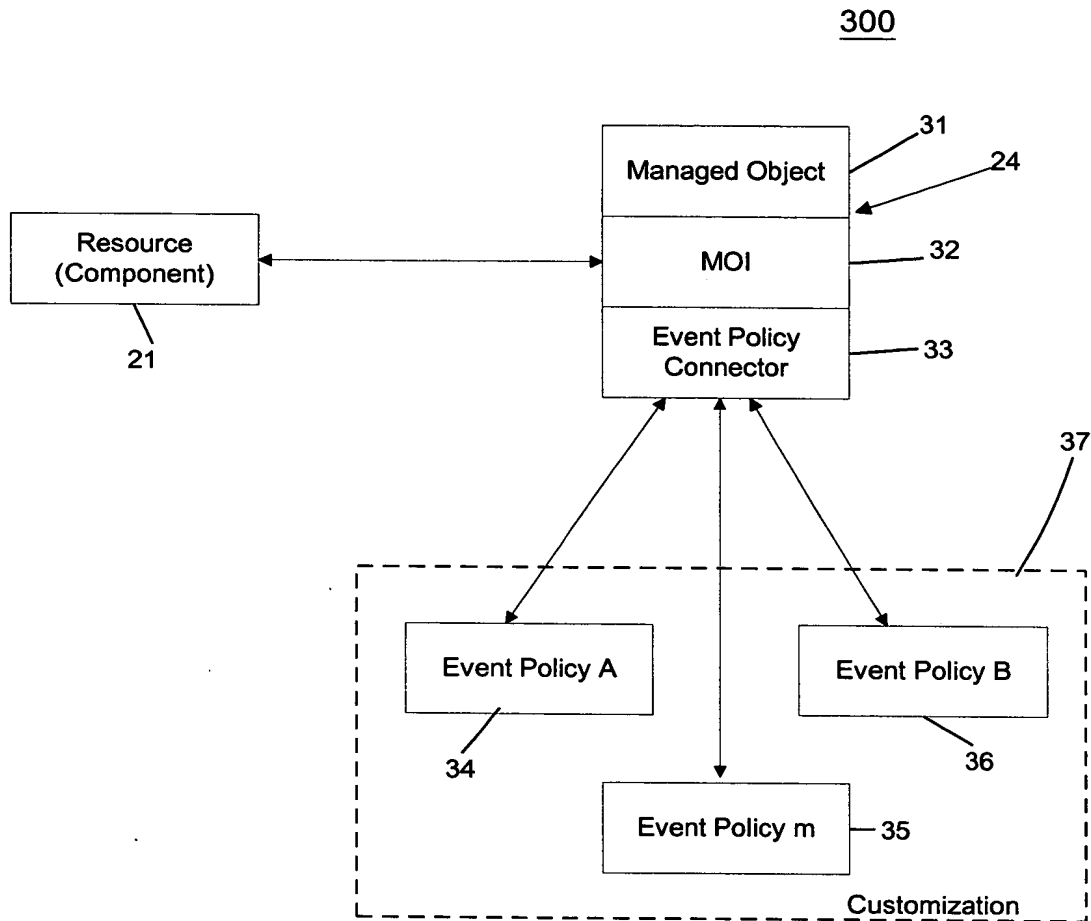 300
31
Managed Object
24
Resource
(Component)
MOI
32
21
Event Policy
Connector
33
37
Event Policy A
Event Policy B
34
36
Event Policy m
35
Customization